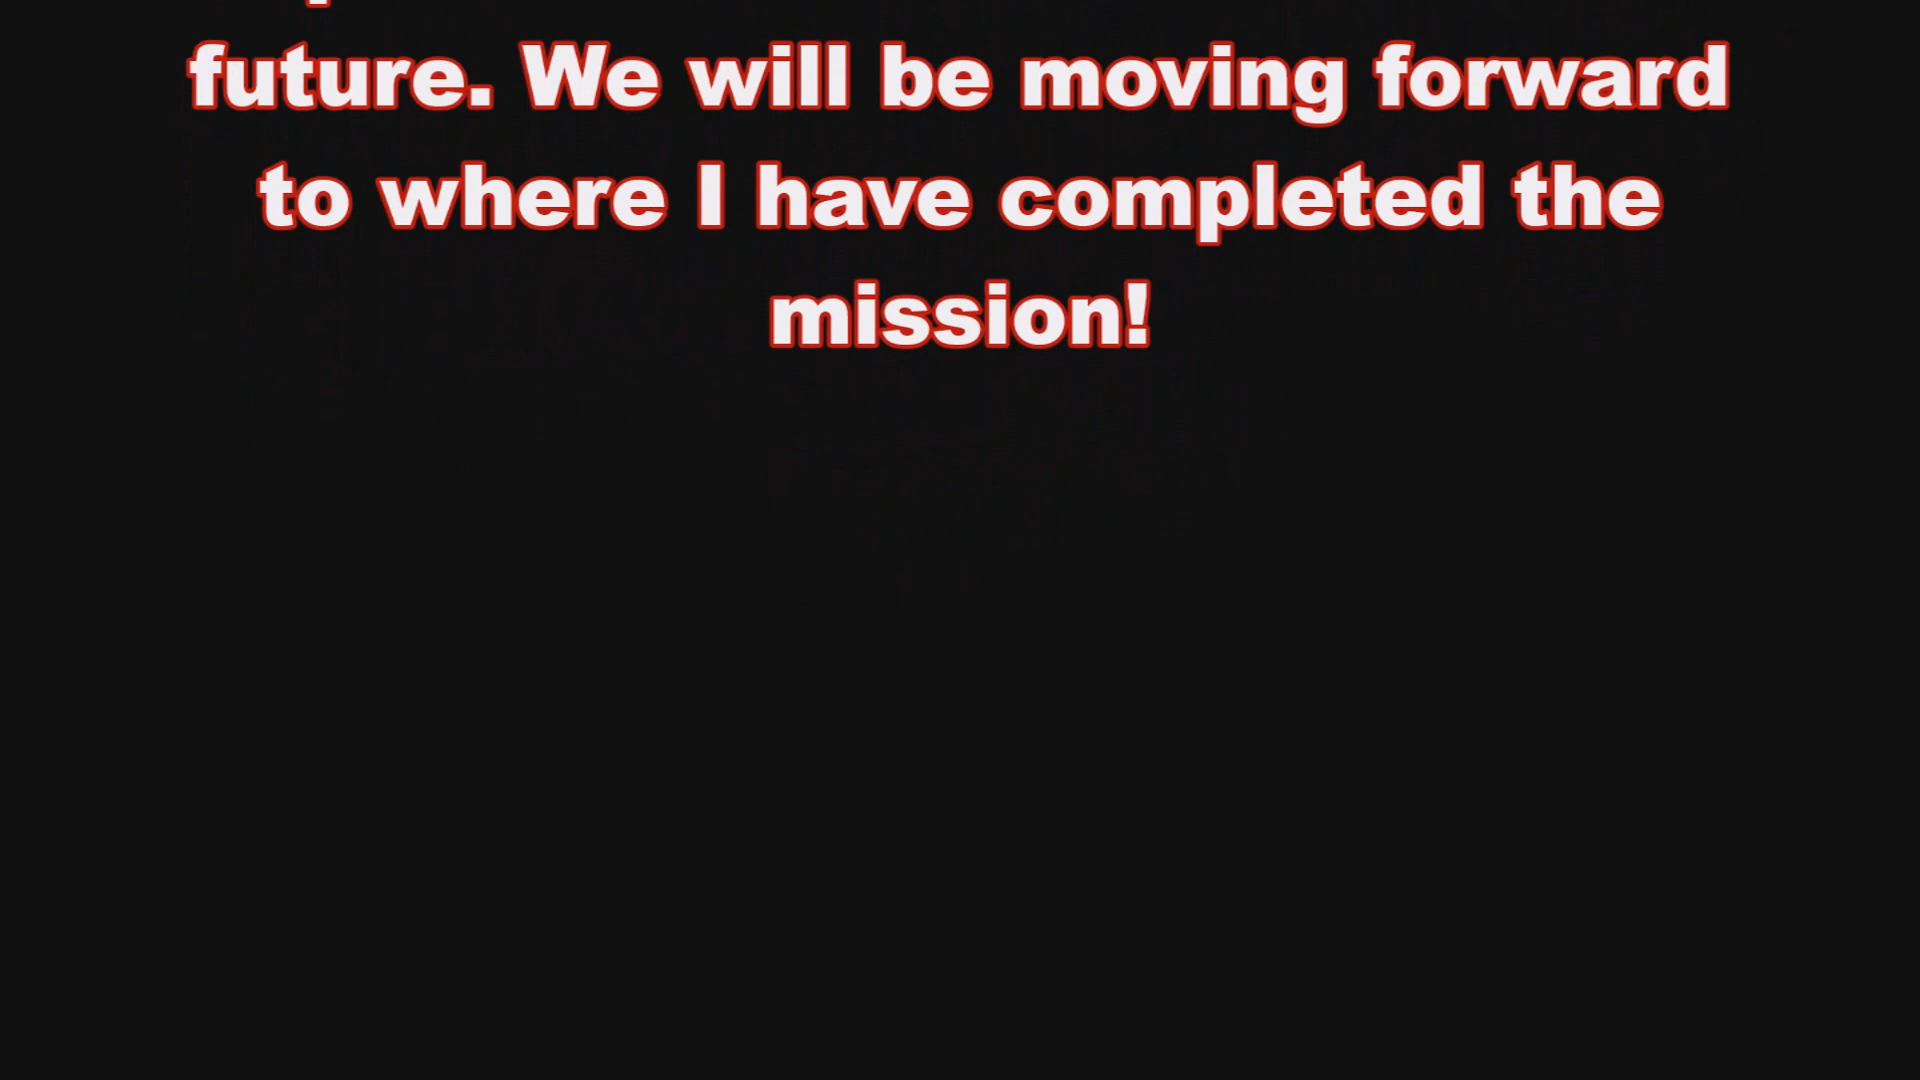 future. We will be moving forward
to where I have completed the
mission!